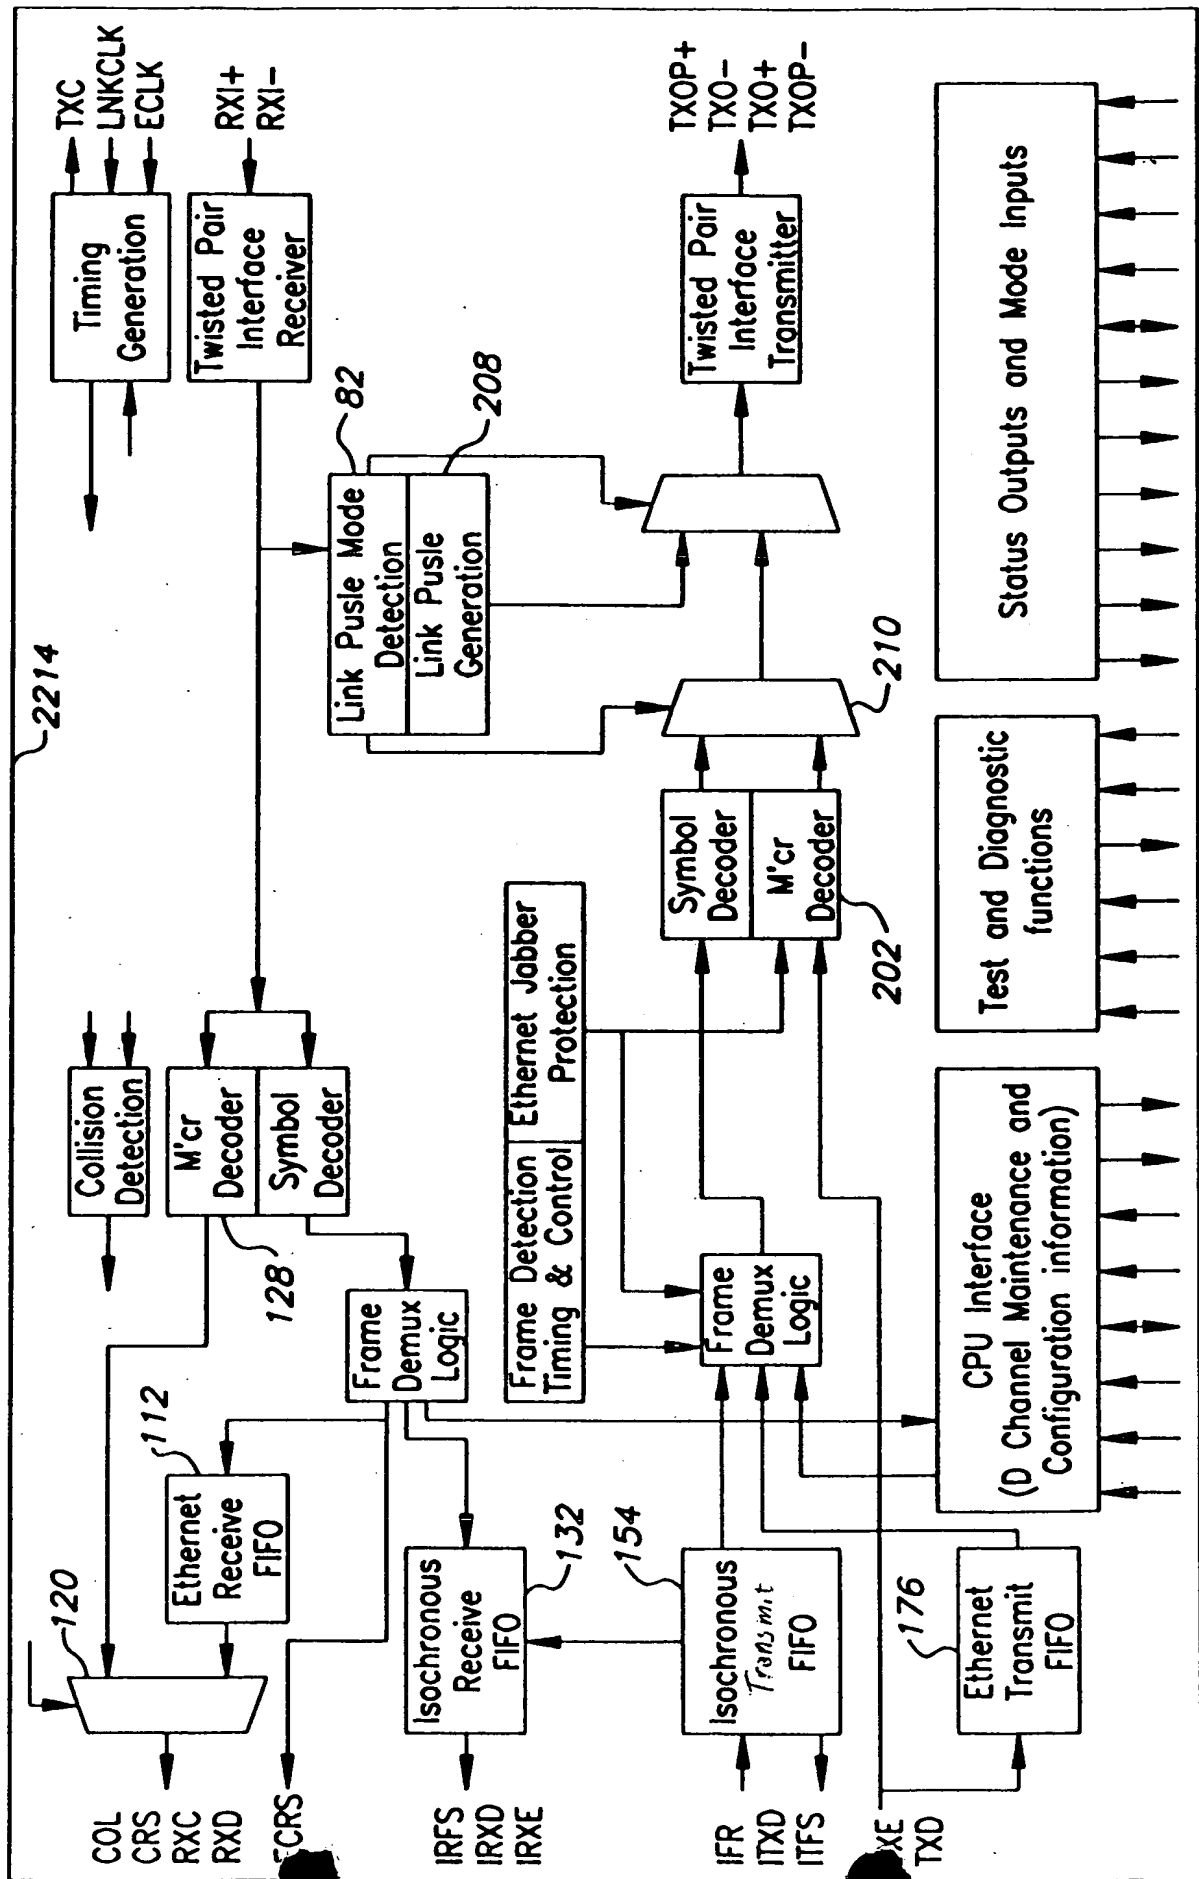 2214
TXC
LNKCLK
ECLK
RXI+
RXI-
Timing
Generation
Twisted Pair
Interface
Receiver
82
208
Link Pusle Mode
Detection
Link Pusle
Generation
Collision
Detection
M'cr
Decoder
Symbol
Decoder
128
Frame
Demux
Logic
112
Ethernet
Receive
FIFO
120
COL
CRS
RXC
RXD
Isochronous
Receive
FIFO
132
IRFS
IRXD
IRXE
Frame Detection
Timing & Control
Ethernet Jabber
Protection
Symbol
Decoder
M'cr
Decoder
202
210
Twisted Pair
Interface
Transmitter
TXOP+
TXO-
TXO+
TXOP-
Frame
Demux
Logic
154
Isochronous
Transmit
FIFO
IFR
ITXD
ITFS
TXD
176
Ethernet
Transmit
FIFO
CPU Interface
(D Channel Maintenance and
Configuration information)
Test and Diagnostic
functions
Status Outputs and Mode Inputs